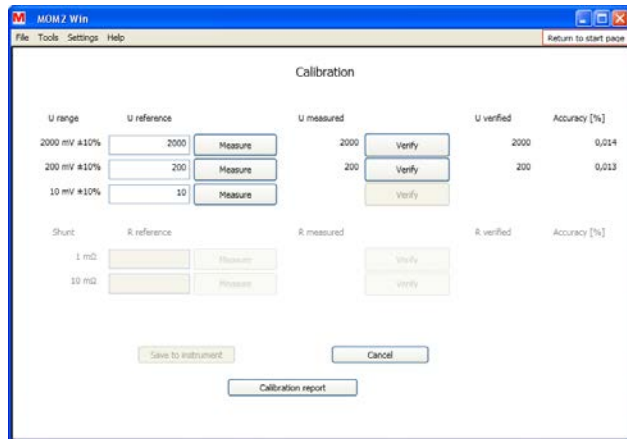 M MOM2 Win
File Tools Settings Help Return to start page
Calibration
U range U reference U measured U verified Accuracy [%]
2000 mV ±10% 2000 Measure 2000 Verify 2000 0,014
200 mV ±10% 200 Measure 200 Verify 200 0,013
10 mV ±10% 10 Measure Verify
Shunt R reference R measured R verified Accuracy [%]
1 mΩ Measure Verify
10 mΩ Measure Verify
Save to instrument Cancel
Calibration report